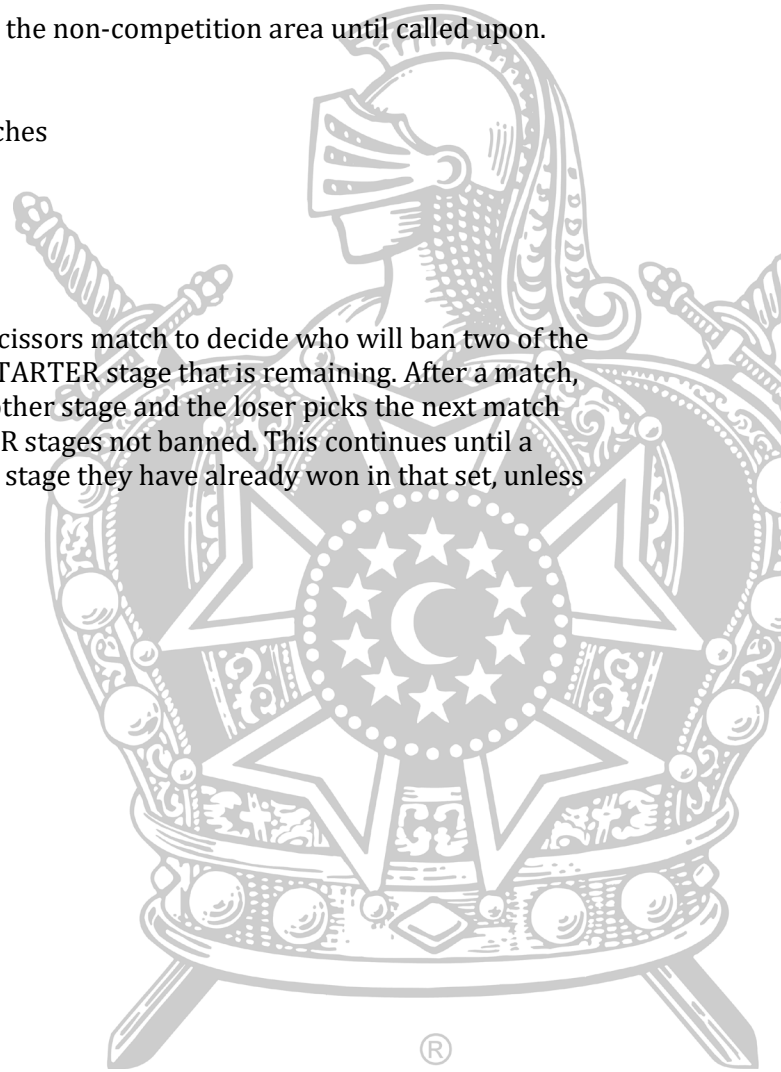 the non-competition area until called upon.
ches
cissors match to decide who will ban two of the
TARTER stage that is remaining. After a match,
other stage and the loser picks the next match
R stages not banned. This continues until a
stage they have already won in that set, unless
®